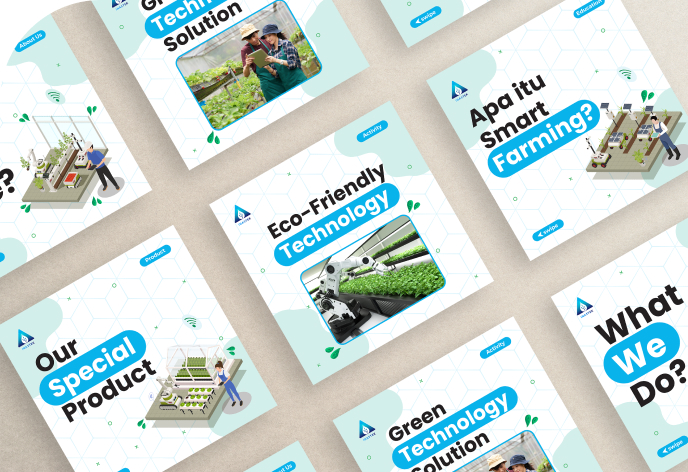 About Us
?
Technology
Solution
swipe
Education
Apa itu
Smart
Farming?
swipe
Activity
Eco-Friendly
Technology
Product
Our
Special
Product
Activity
Green
Technology
Solution
What
We
Do?
swipe